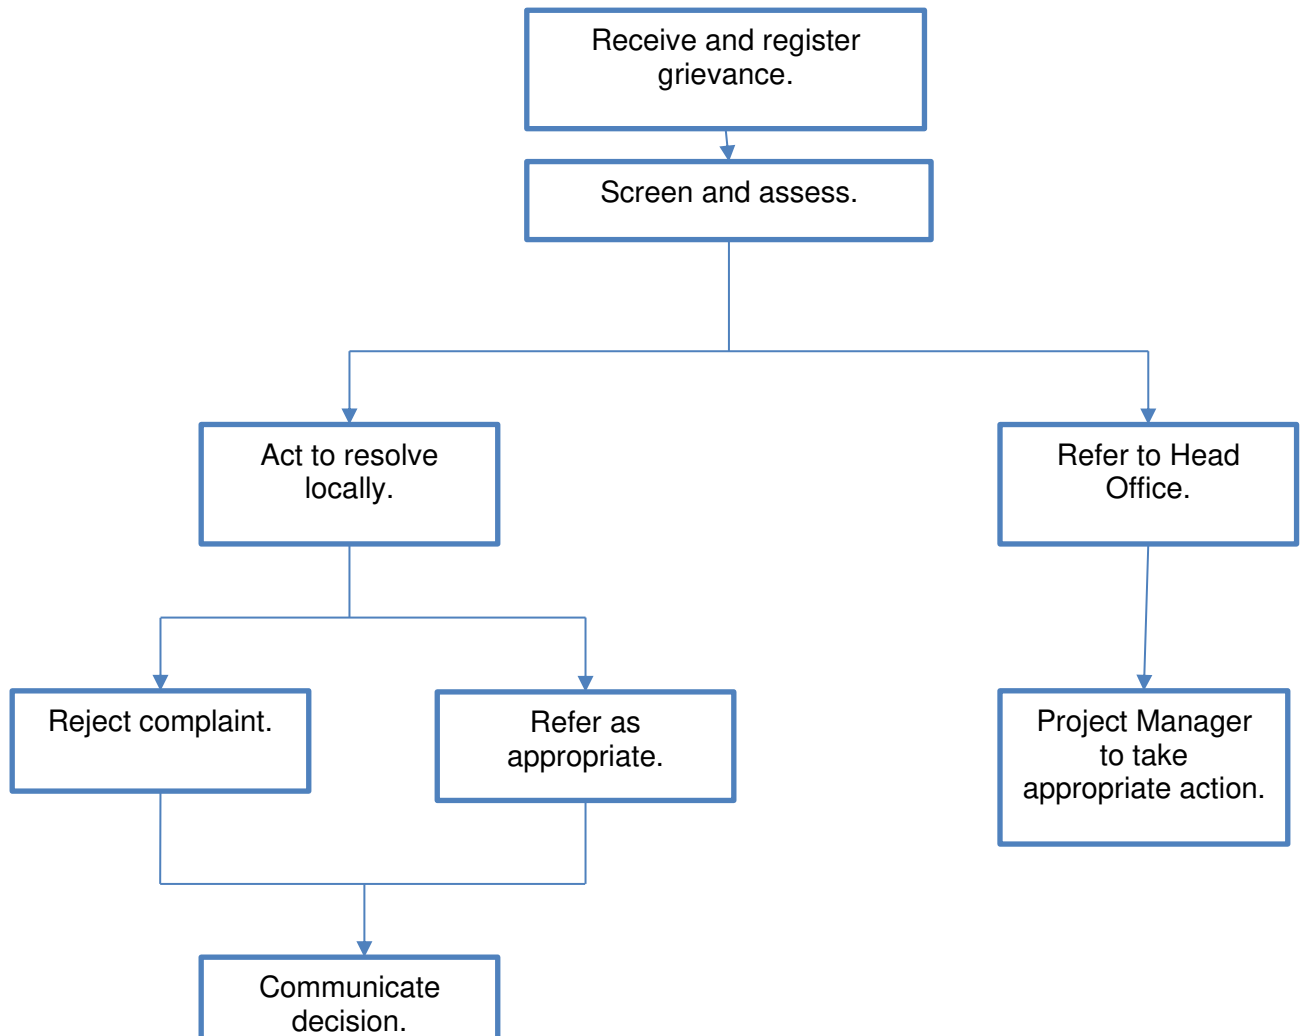 Receive and register
grievance.
Screen and assess.
Act to resolve
locally.
Refer to Head
Office.
Reject complaint.
Refer as
appropriate.
Project Manager
to take
appropriate action.
Communicate
decision.